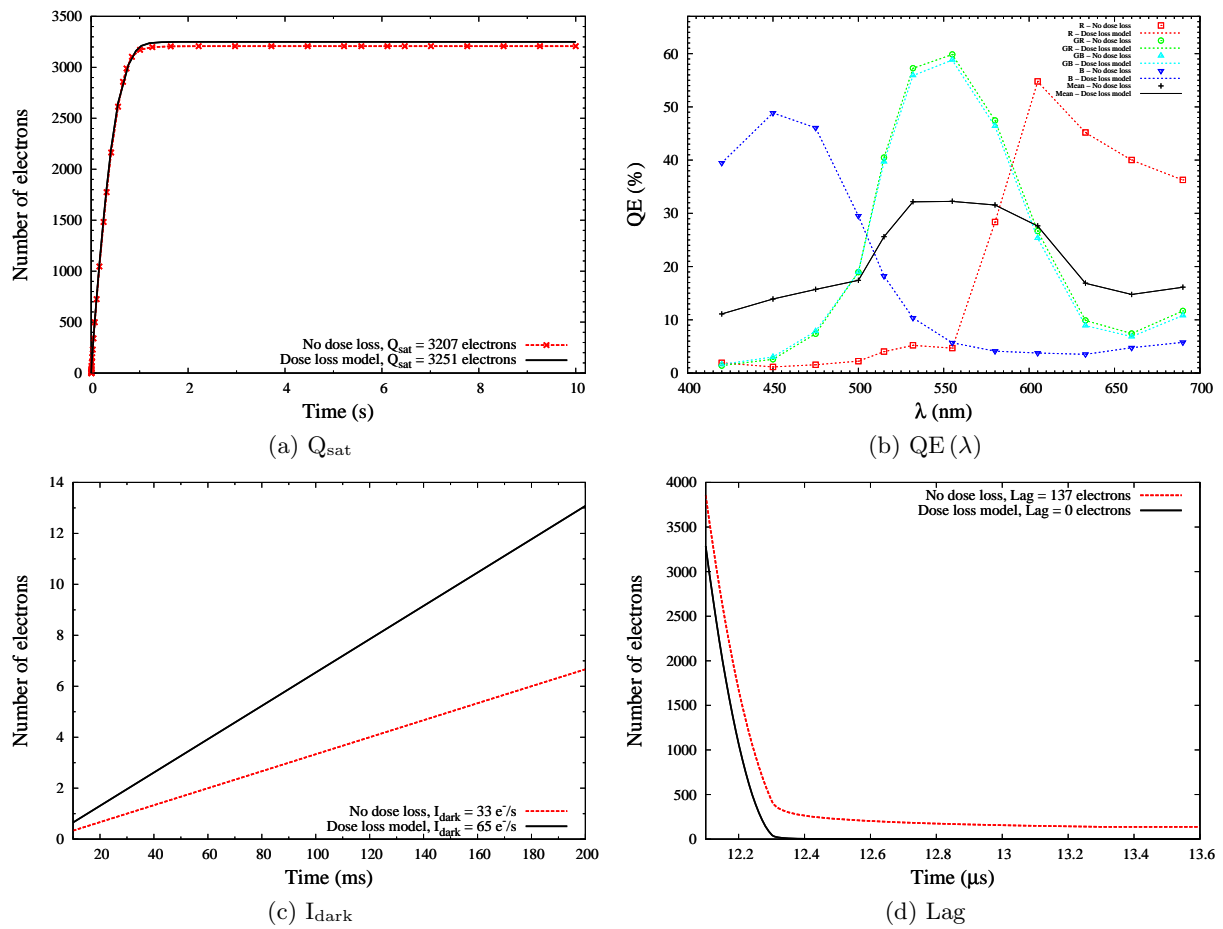 3500
3000
2500
2000
1500
1000
500
0
Number of electrons
No dose loss, Qsat = 3207 electrons
Dose loss model, Qsat = 3251 electrons
0 2 4 6 8 10
Time (s)
(a) Qsat
60
50
40
30
20
10
0
QE (%)
R – No dose loss
R – Dose loss model
GR – No dose loss
GR – Dose loss model
GB – No dose loss
GB – Dose loss model
B – No dose loss
B – Dose loss model
Mean – No dose loss
Mean – Dose loss model
400 450 500 550 600 650 700
λ (nm)
(b) QE (λ)
14
12
10
8
6
4
2
0
Number of electrons
No dose loss, Idark = 33 e-/s
Dose loss model, Idark = 65 e-/s
20 40 60 80 100 120 140 160 180 200
Time (ms)
(c) Idark
4000
3500
3000
2500
2000
1500
1000
500
0
Number of electrons
No dose loss, Lag = 137 electrons
Dose loss model, Lag = 0 electrons
12.2 12.4 12.6 12.8 13 13.2 13.4 13.6
Time (μs)
(d) Lag